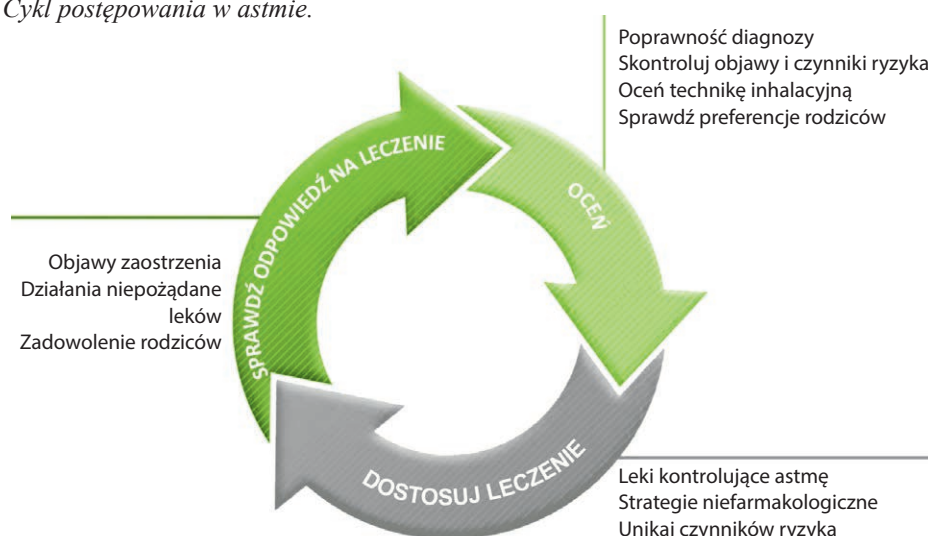 Cykl postępowania w astmie.
Poprawność diagnozy
Skontroluj objawy i czynniki ryzyka
Oceń technikę inhalacyjną
Sprawdź preferencje rodziców
OCEŃ
SPRAWDŹ ODPOWIEDŹ NA LECZENIE
Objawy zaostrzenia
Działania niepożądane
leków
Zadowolenie rodziców
DOSTOSUJ LECZENIE
Leki kontrolujące astmę
Strategie niefarmakologiczne
Unikaj czynników ryzyka